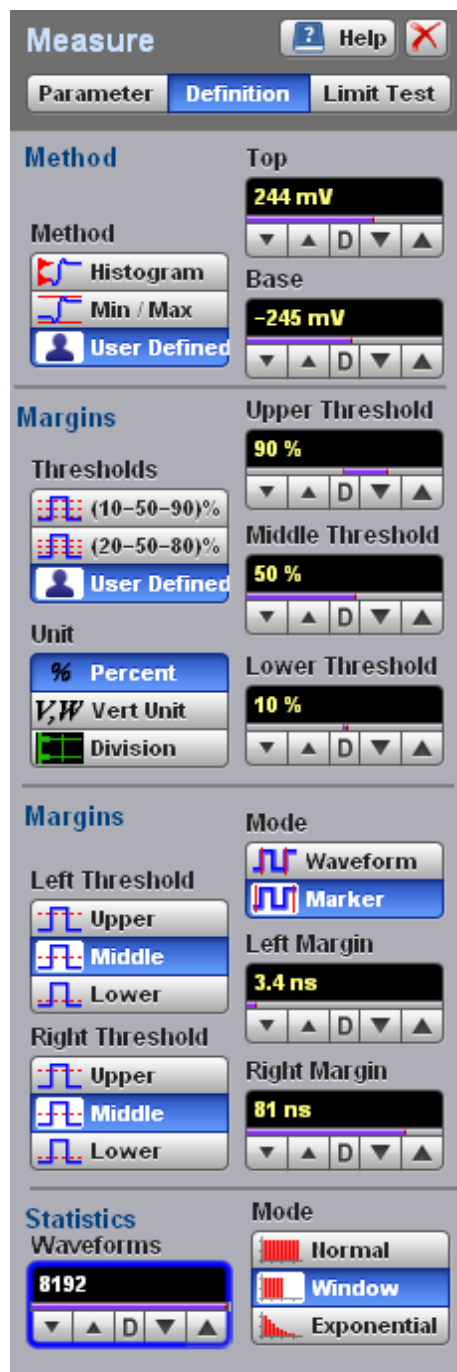 Measure
? Help
Parameter Definition Limit Test
Method
Top
244 mV
D
Method
Histogram
Min / Max
User Defined
Base
-245 mV
D
Margins
Thresholds
(10-50-90)%
(20-50-80)%
User Defined
Upper Threshold
90 %
D
Middle Threshold
50 %
D
Unit
% Percent
V,W Vert Unit
Division
Lower Threshold
10 %
D
Margins
Left Threshold
Upper
Middle
Lower
Mode
Waveform
Marker
Left Margin
3.4 ns
D
Right Threshold
Upper
Middle
Lower
Right Margin
81 ns
D
Statistics
Waveforms
8192
D
Mode
Normal
Window
Exponential